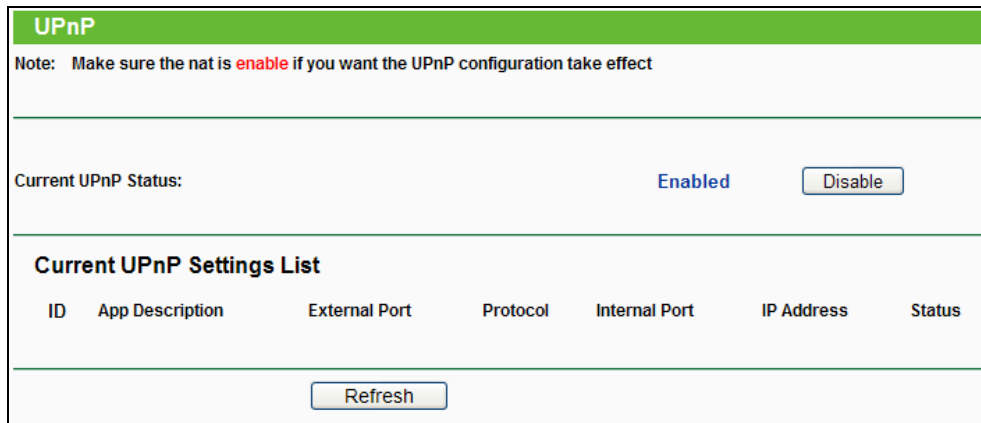 UPnP
Note: Make sure the nat is enable if you want the UPnP configuration take effect
Current UPnP Status: Enabled Disable
Current UPnP Settings List
ID App Description External Port Protocol Internal Port IP Address Status
Refresh